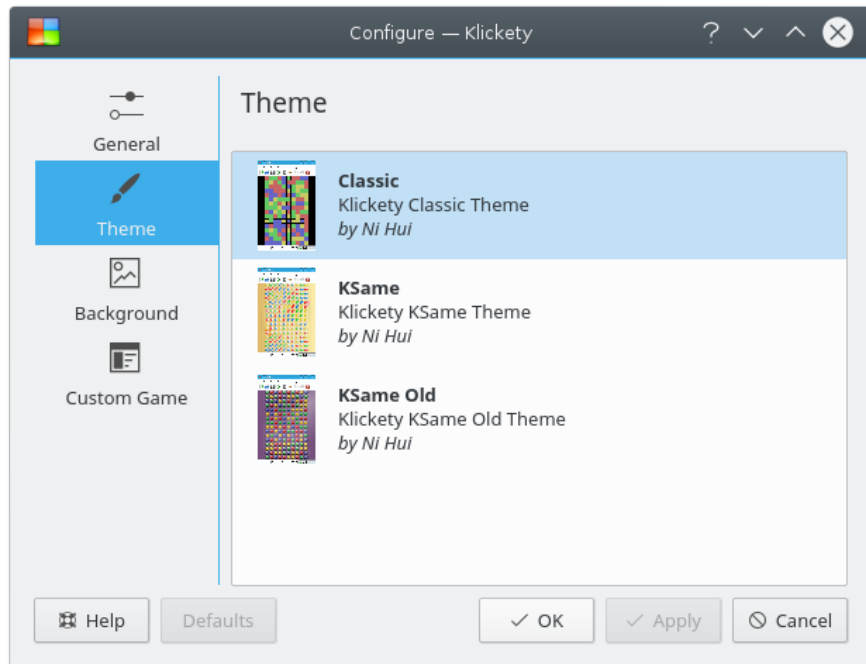 Configure — Klickety
General
Theme
Background
Custom Game
Theme
Classic
Klickety Classic Theme
by Ni Hui
KSame
Klickety KSame Theme
by Ni Hui
KSame Old
Klickety KSame Old Theme
by Ni Hui
Help
Defaults
OK
Apply
Cancel